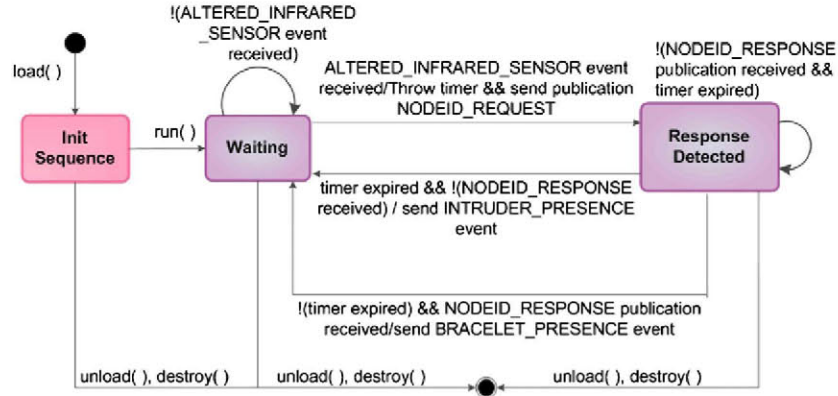 !(ALTERED_INFRARED
_SENSOR event
received)
!(NODEID_RESPONSE
publication received &&
timer expired)
load( )
ALTERED_INFRARED_SENSOR event
received/Throw timer && send publication
NODEID_REQUEST
Init
Sequence
run( )
Waiting
Response
Detected
timer expired && !(NODEID_RESPONSE
received) / send INTRUDER_PRESENCE
event
!(timer expired) && NODEID_RESPONSE publication
received/send BRACELET_PRESENCE event
unload( ), destroy( )
unload( ), destroy( )
unload( ), destroy( )